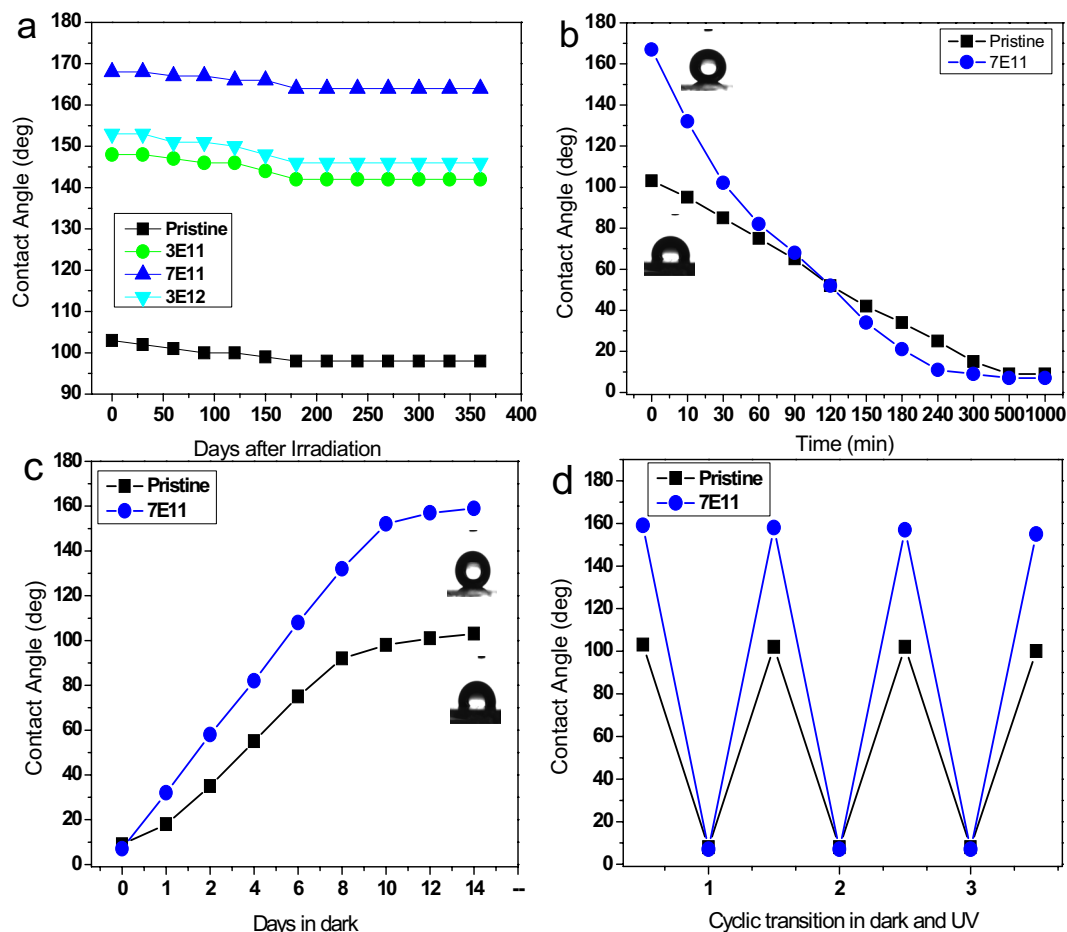 a
170
160
150
140
130
120
110
100
90
Contact Angle (deg)
Pristine
3E11
7E11
3E12
0 50 100 150 200 250 300 350 400
Days after Irradiation
b
180
160
140
120
100
80
60
40
20
0
Contact Angle (deg)
Pristine
7E11
0 10 30 60 90 120 150 180 240 300 500 1000
Time (min)
c
180
160
140
120
100
80
60
40
20
0
Contact Angle (deg)
Pristine
7E11
0 1 2 4 6 8 10 12 14 --
Days in dark
d
180
160
140
120
100
80
60
40
20
0
Contact Angle (deg)
Pristine
7E11
1 2 3
Cyclic transition in dark and UV